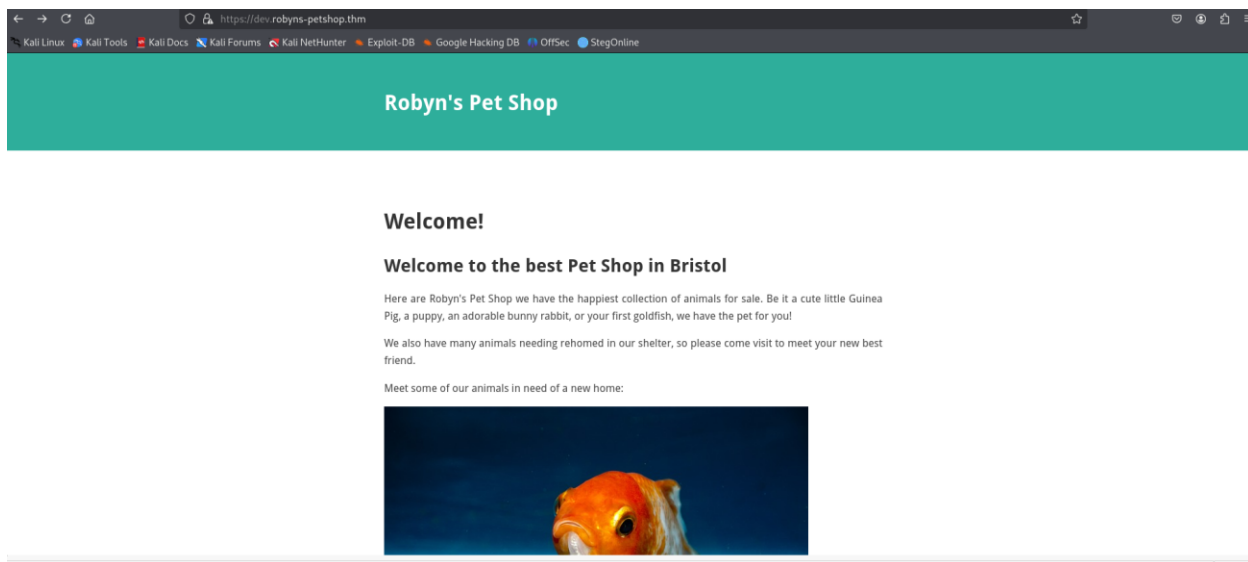 https://dev.robyns-petshop.thm
Kali Linux Kali Tools Kali Docs Kali Forums Kali NetHunter Exploit-DB Google Hacking DB OffSec StegOnline
Robyn's Pet Shop
Welcome!
Welcome to the best Pet Shop in Bristol
Here are Robyn's Pet Shop we have the happiest collection of animals for sale. Be it a cute little Guinea
Pig, a puppy, an adorable bunny rabbit, or your first goldfish, we have the pet for you!
We also have many animals needing rehomed in our shelter, so please come visit to meet your new best
friend.
Meet some of our animals in need of a new home: